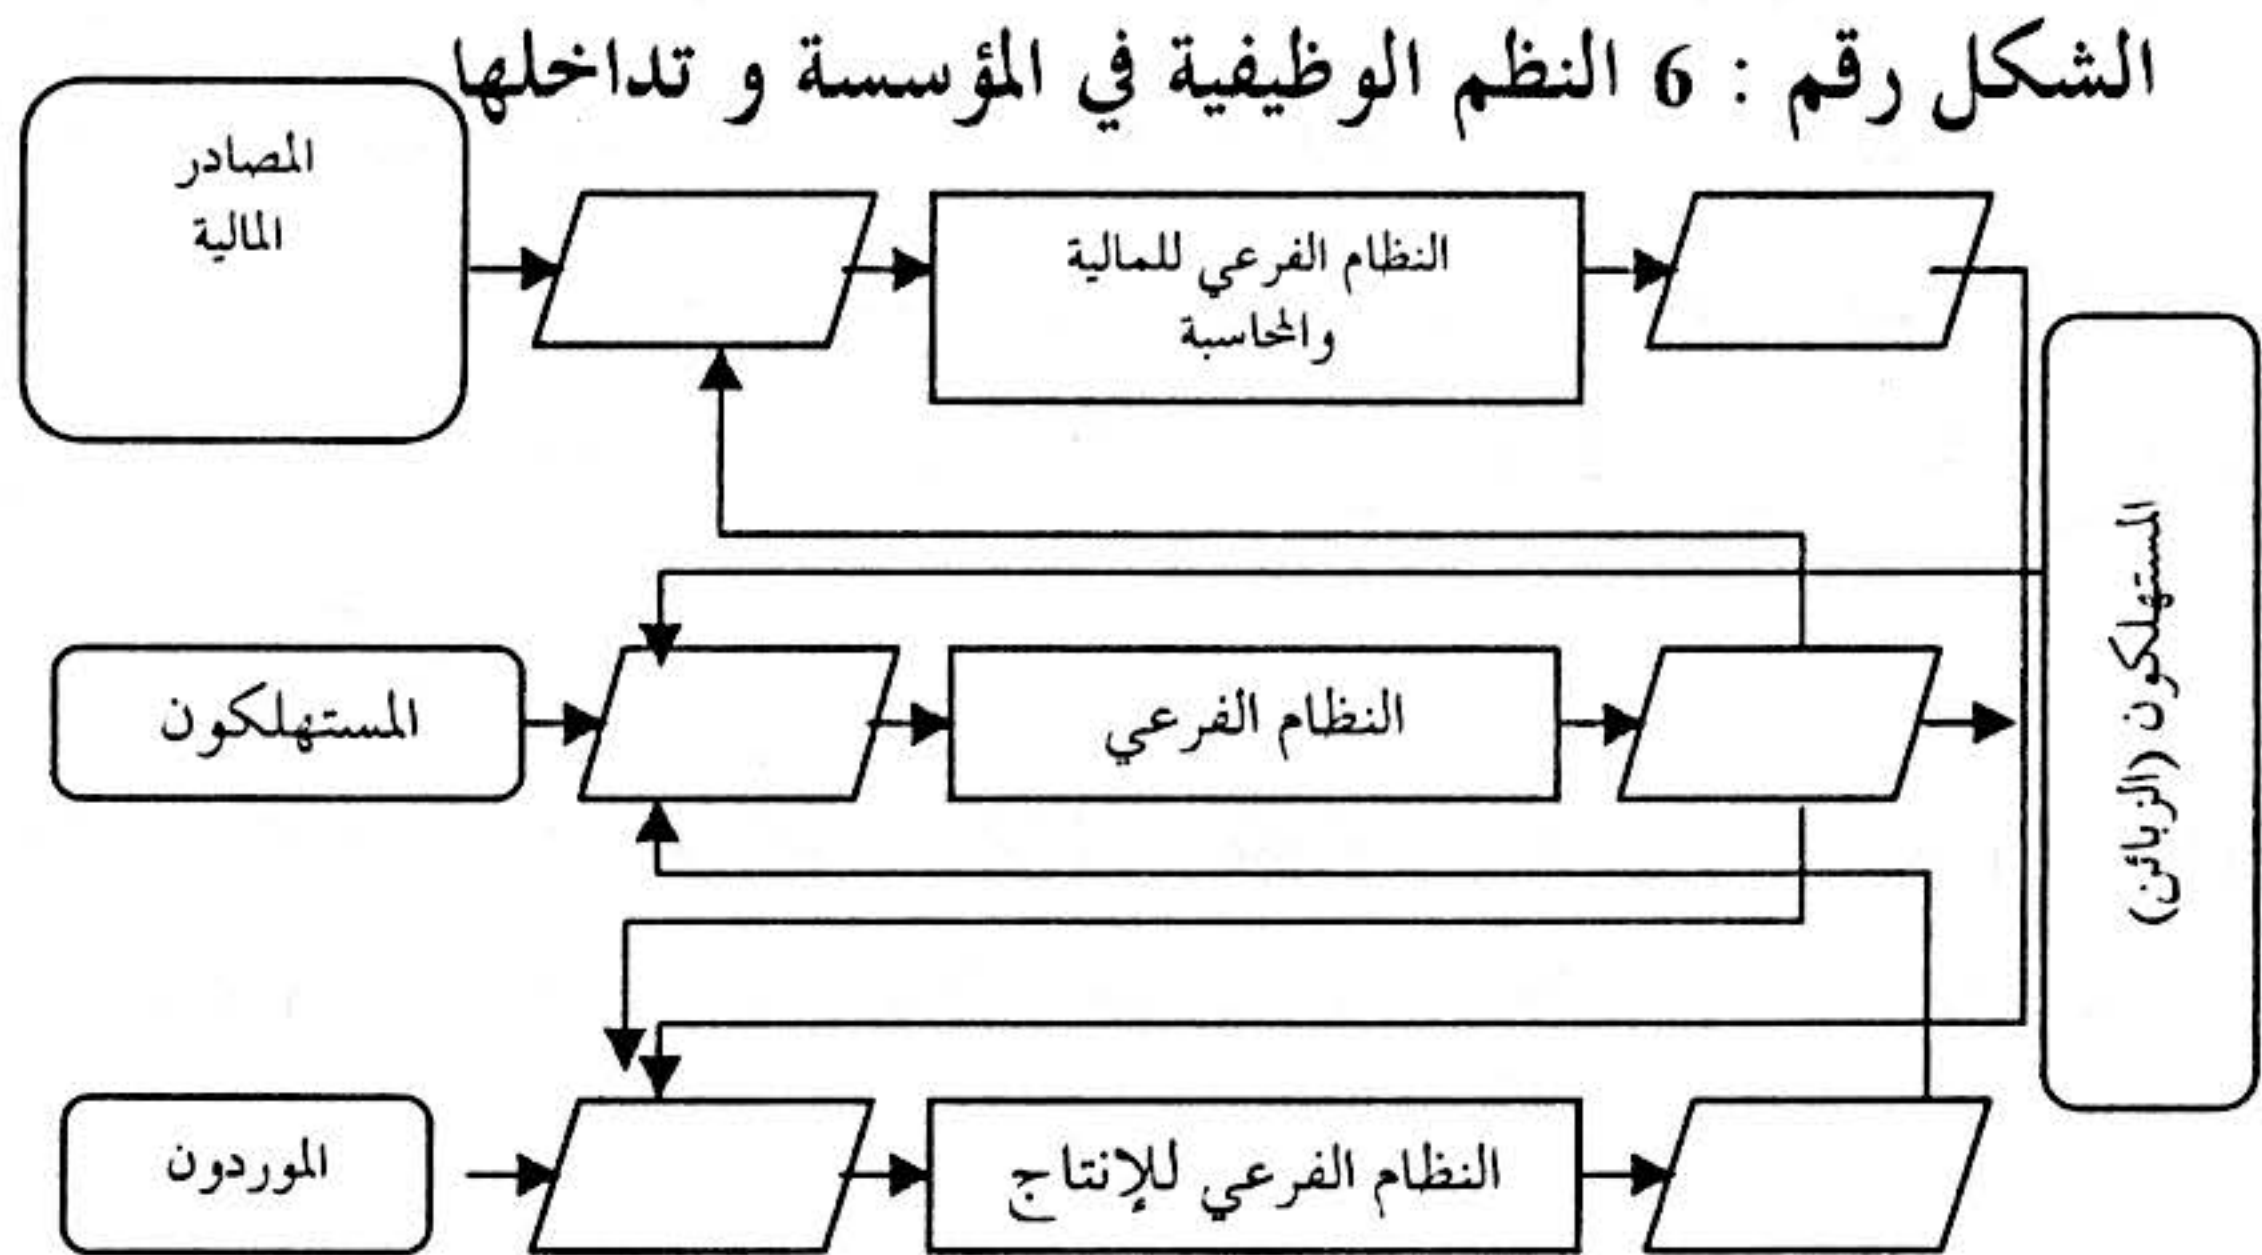 الشكل رقم : 6 النظم الوظيفية في المؤسسة و تداخلها
المصادر
المالية
النظام الفرعي للمالية
والمحاسبة
المستهلكون (الزبائن)
المستهلكون
النظام الفرعي
الموردون
النظام الفرعي للإنتاج